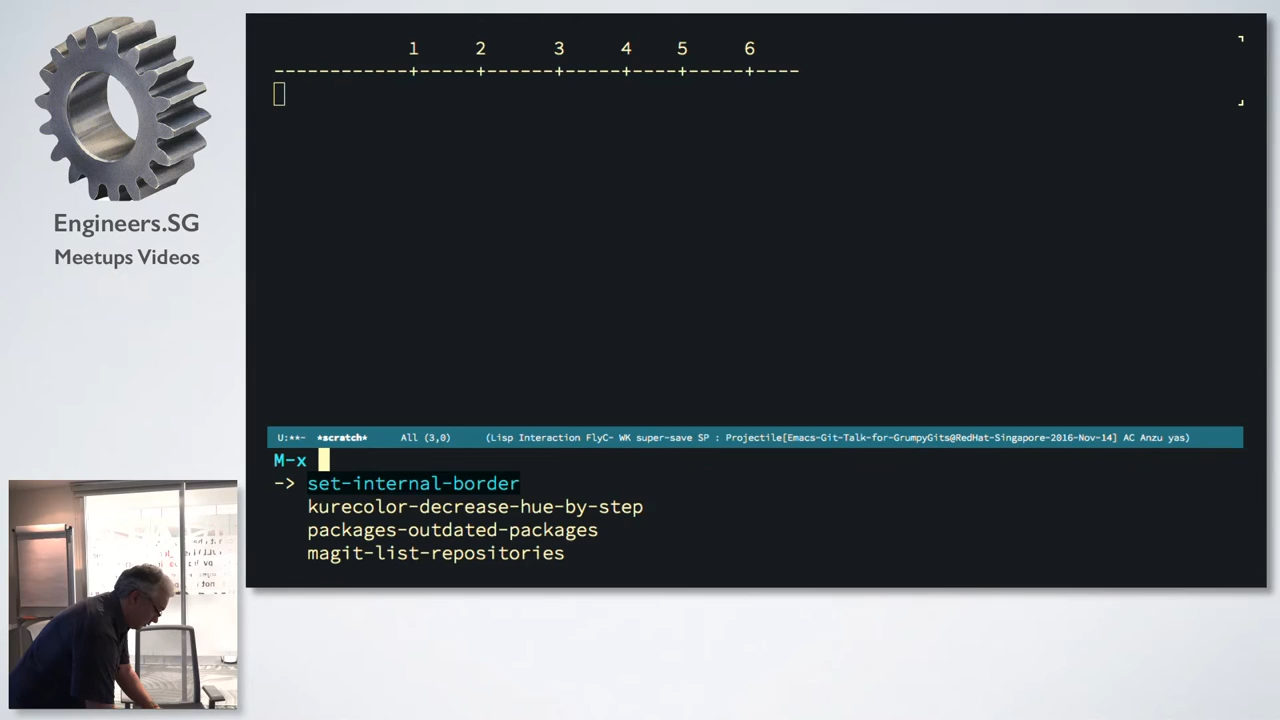 1 2 3 4 5 6
------------+-----+------+-----+----+-----+----
U:**- *scratch* All (3,0) (Lisp Interaction FlyC- WK super-save SP : Projectile[Emacs-Git-Talk-for-GrumpyGits@RedHat-Singapore-2016-Nov-14] AC Anzu yas)
M-x
-> set-internal-border
kurecolor-decrease-hue-by-step
packages-outdated-packages
magit-list-repositories
Engineers.SG
Meetups Videos